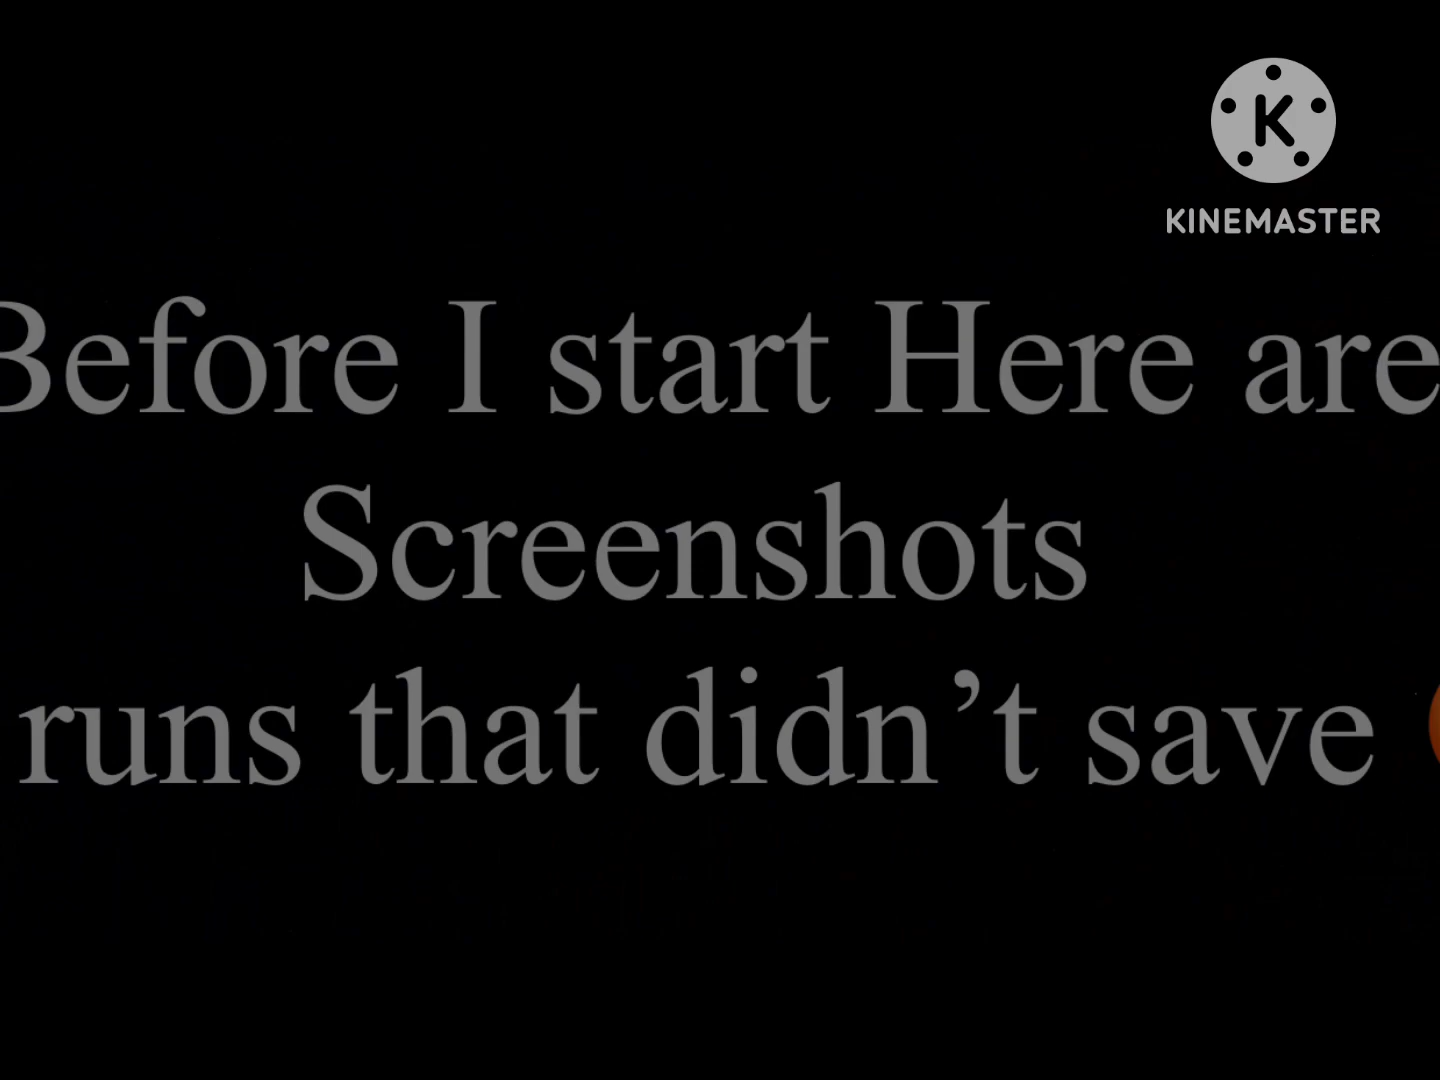 K
KINEMASTER
Before I start Here are
Screenshots
runs that didn’t save